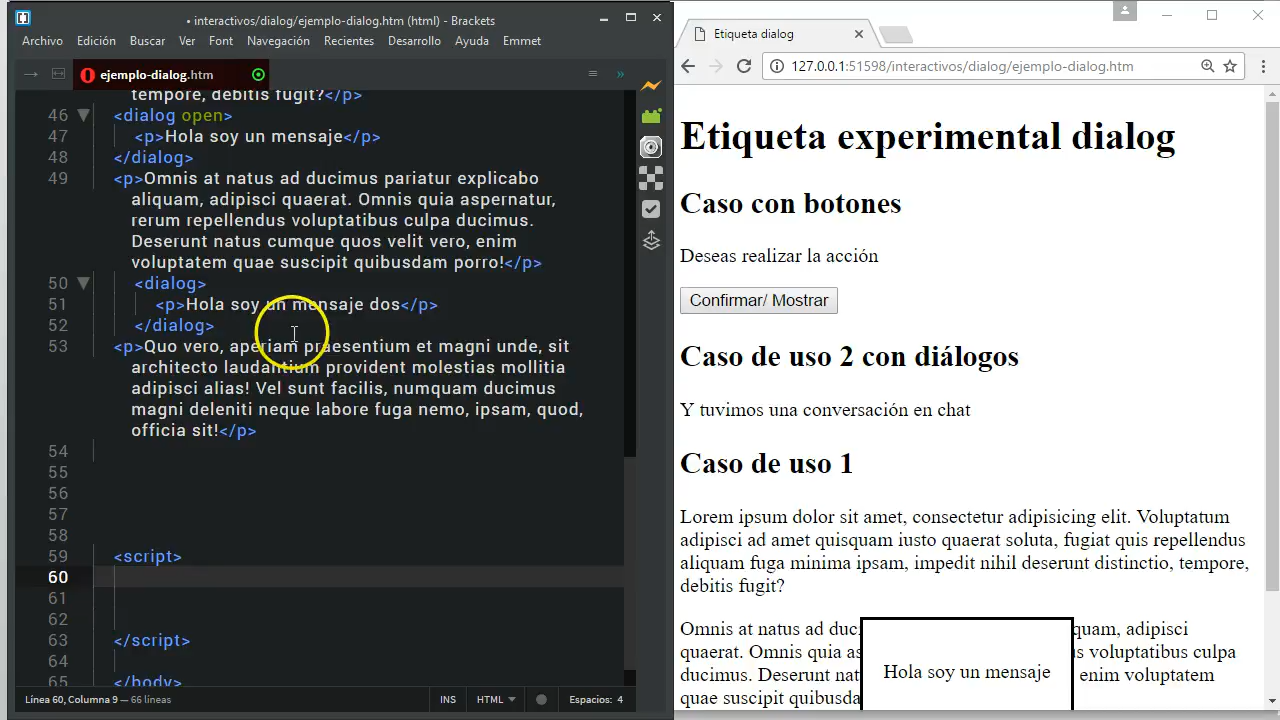 • interactivos/dialog/ejemplo-dialog.htm (html) - Brackets
Archivo Edición Buscar Ver Font Navegación Recientes Desarrollo Ayuda Emmet
ejemplo-dialog.htm
tempore, debitis fugit?</p>
46 <dialog open>
47 <p>Hola soy un mensaje</p>
48 </dialog>
49 <p>Omnis at natus ad ducimus pariatur explicabo
aliquam, adipisci quaerat. Omnis quia aspernatur,
rerum repellendus voluptatibus culpa ducimus.
Deserunt natus cumque quos velit vero, enim
voluptatem quae suscipit quibusdam porro!</p>
50 <dialog>
51 <p>Hola soy un mensaje dos</p>
52 </dialog>
53 <p>Quo vero, aperiam praesentium et magni unde, sit
architecto laudantium provident molestias mollitia
adipisci alias! Vel sunt facilis, numquam ducimus
magni deleniti neque labore fuga nemo, ipsam, quod,
officia sit!</p>
54
55
56
57
58
59 <script>
60
61
62
63 </script>
64
65 </body>
Línea 60, Columna 9 — 66 líneas INS HTML Espacios: 4
Etiqueta dialog
127.0.0.1:51598/interactivos/dialog/ejemplo-dialog.htm
Etiqueta experimental dialog
Caso con botones
Deseas realizar la acción
Confirmar/ Mostrar
Caso de uso 2 con diálogos
Y tuvimos una conversación en chat
Caso de uso 1
Lorem ipsum dolor sit amet, consectetur adipisicing elit. Voluptatum
adipisci ad amet quisquam iusto quaerat soluta, fugiat quis repellendus
aliquam fuga minima ipsam, impedit nihil deserunt distinctio, tempore,
debitis fugit?
Omnis at natus ad duci quam, adipisci
quaerat. Omnis quia as s voluptatibus culpa
ducimus. Deserunt nat enim voluptatem
quae suscipit quibusda
Hola soy un mensaje